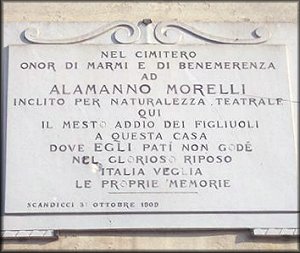 NEL CIMITERO
ONOR DI MARMI E DI BENEMERENZA
AD
ALAMANNO MORELLI
INCLITO PER NATURALEZZA TEATRALE
QUI
IL MESTO ADDIO DEI FIGLIUOLI
A QUESTA CASA
DOVE EGLI PATÌ NON GODÈ
NEL GLORIOSO RIPOSO
ITALIA VEGLIA
LE PROPRIE MEMORIE
SCANDICCI OTTOBRE 1909